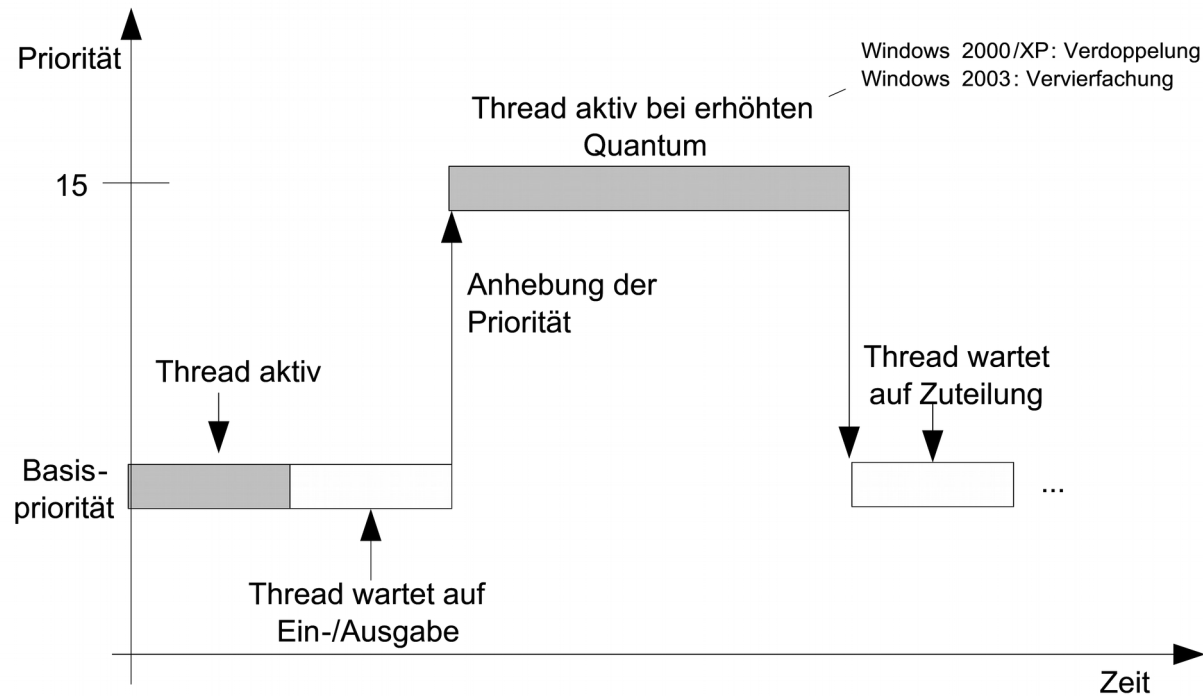 Priorität
Windows 2000/XP: Verdoppelung
Windows 2003: Vervierfachung
Thread aktiv bei erhöhten
Quantum
15
Anhebung der
Priorität
Thread aktiv
Thread wartet
auf Zuteilung
Basis-
priorität
...
Thread wartet auf
Ein-/Ausgabe
Zeit